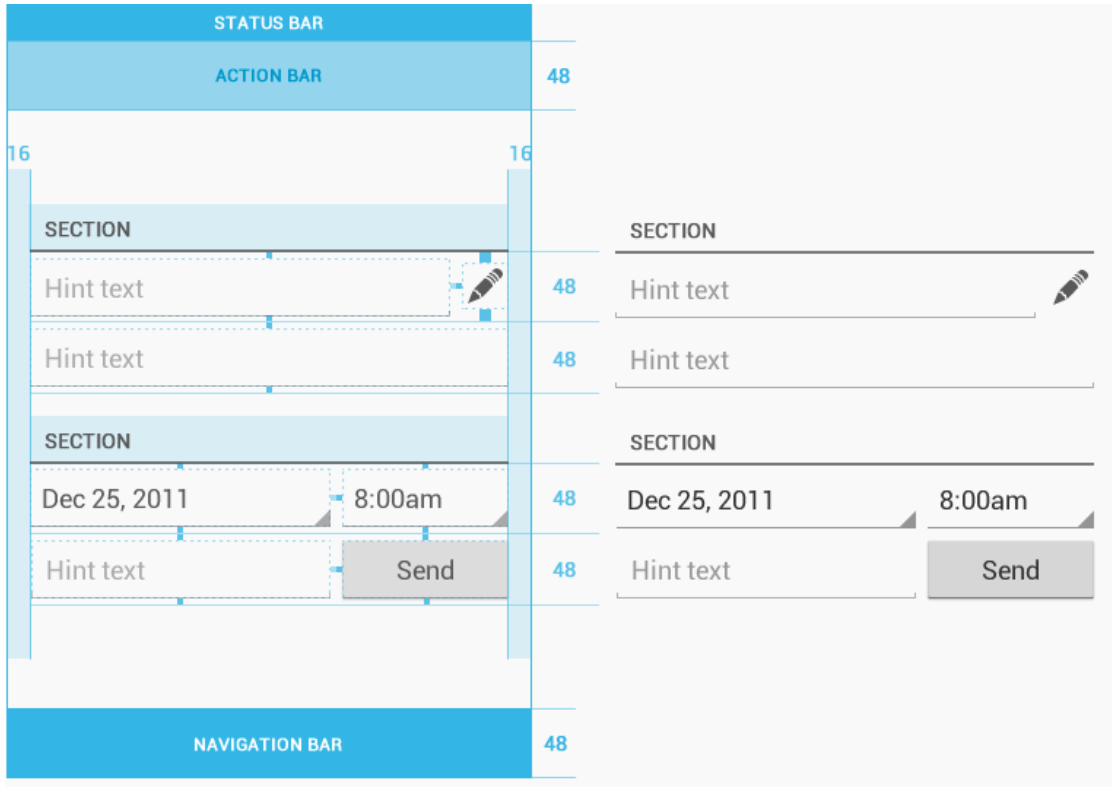 STATUS BAR
ACTION BAR
48
16
16
SECTION
Hint text
48
Hint text
48
SECTION
Dec 25, 2011
8:00am
48
Hint text
Send
48
NAVIGATION BAR
48
SECTION
Hint text
Hint text
SECTION
Dec 25, 2011
8:00am
Hint text
Send